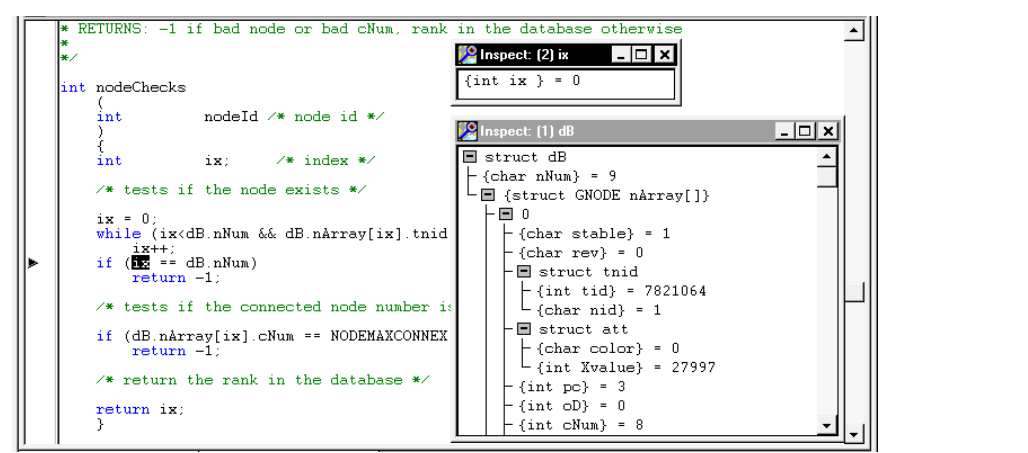 * RETURNS: -1 if bad node or bad cNum, rank in the database otherwise
*
*/
int nodeChecks
(
int nodeId /* node id */
)
{
int ix; /* index */
/* tests if the node exists */
ix = 0;
while (ix<dB.nNum && dB.nArray[ix].tnid
ix++;
if (ix == dB.nNum)
return -1;
/* tests if the connected node number is
if (dB.nArray[ix].cNum == NODEMAXCONNEX
return -1;
/* return the rank in the database */
return ix;
}
Inspect: (2) ix
{int ix } = 0
Inspect: (1) dB
struct dB
{char nNum} = 9
{struct GNODE nArray[]}
0
{char stable} = 1
{char rev} = 0
struct tnid
{int tid} = 7821064
{char nid} = 1
struct att
{char color} = 0
{int Xvalue} = 27997
{int pc} = 3
{int oD} = 0
{int cNum} = 8